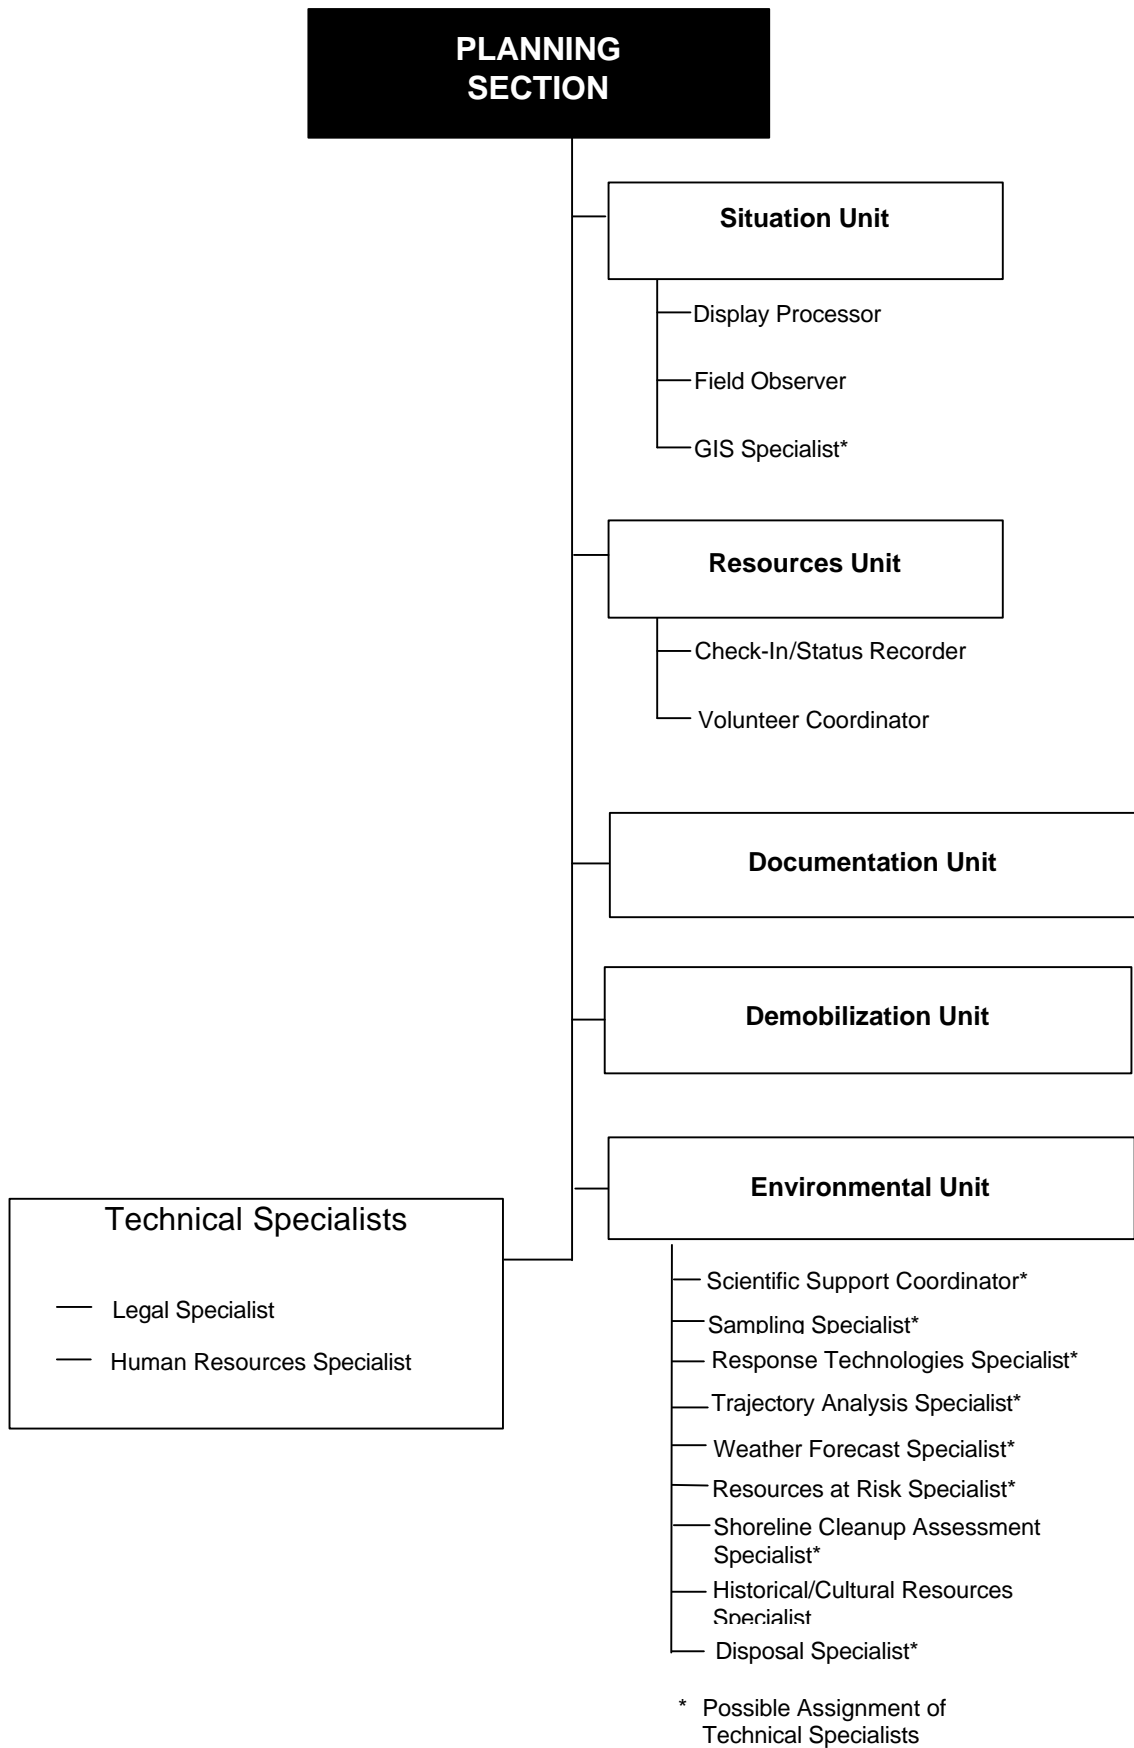 PLANNING
SECTION
Situation Unit
Display Processor
Field Observer
GIS Specialist*
Resources Unit
Check-In/Status Recorder
Volunteer Coordinator
Documentation Unit
Demobilization Unit
Environmental Unit
Technical Specialists
Legal Specialist
Human Resources Specialist
Scientific Support Coordinator*
Sampling Specialist*
Response Technologies Specialist*
Trajectory Analysis Specialist*
Weather Forecast Specialist*
Resources at Risk Specialist*
Shoreline Cleanup Assessment
Specialist*
Historical/Cultural Resources
Specialist
Disposal Specialist*
* Possible Assignment of
Technical Specialists